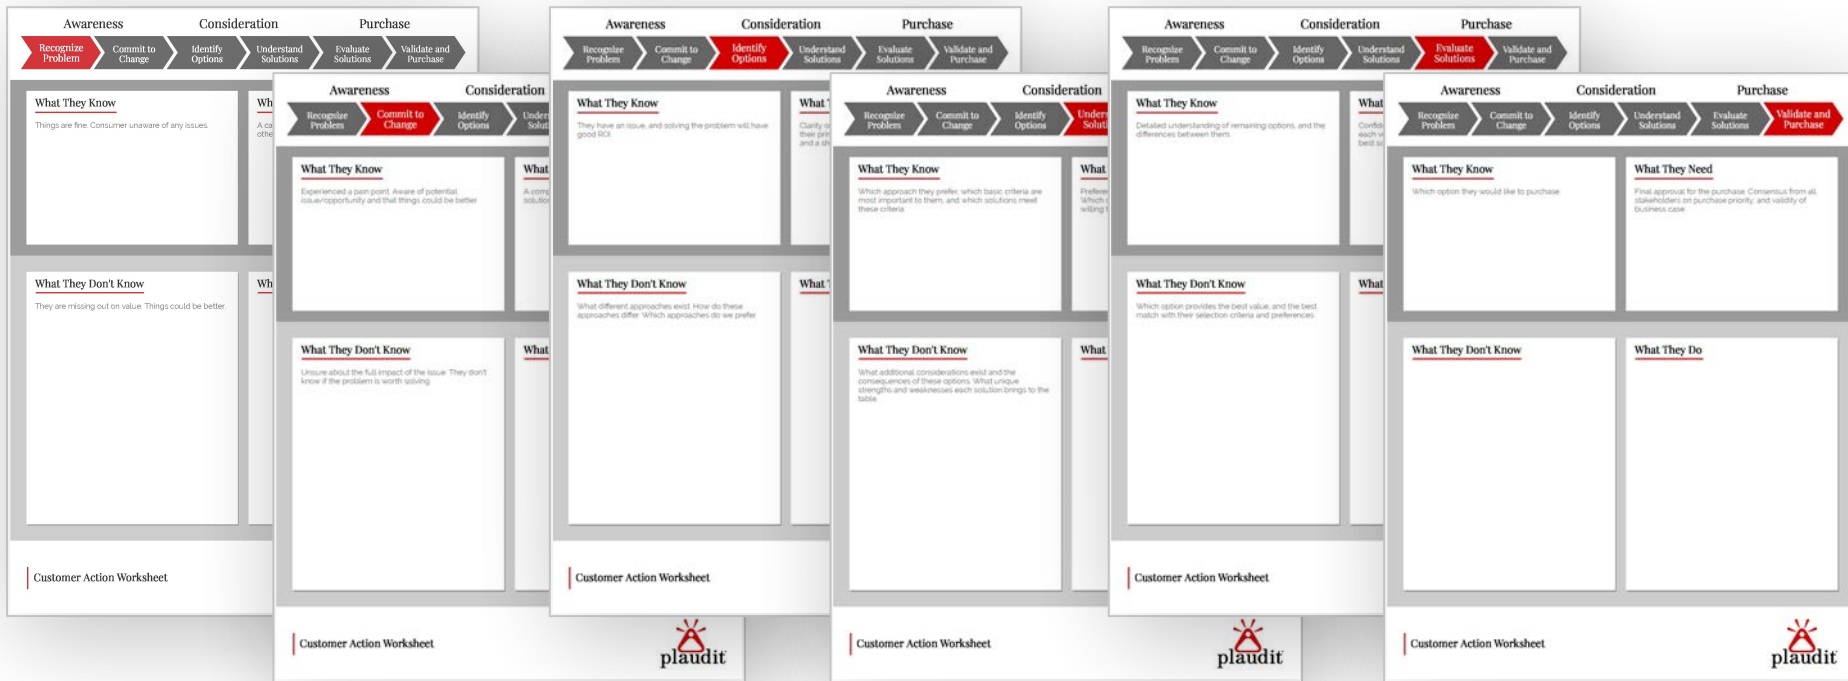 Awareness Consideration Purchase
Recognize Problem
Commit to Change
Identify Options
Understand Solutions
Evaluate Solutions
Validate and Purchase
What They Know
Things are fine. Consumer unaware of any issues.
What They Don't Know
They are missing out on value. Things could be better.
Customer Action Worksheet
Awareness Consideration
Recognize Problem
Commit to Change
Identify Options
What They Know
Experienced a pain point. Aware of potential
issue/opportunity and that things could be better
What
What They Don't Know
Unsure about the full impact of the issue. They don't
know if the problem is worth solving
What
Customer Action Worksheet
plaudit
Awareness Consideration Purchase
Recognize Problem
Commit to Change
Identify Options
Understand Solutions
Evaluate Solutions
Validate and Purchase
What They Know
They have an issue, and solving the problem will have
good ROI.
What They Don't Know
What different approaches exist. How do these
approaches differ. Which approaches do we prefer
Customer Action Worksheet
Awareness Consideration
Recognize Problem
Commit to Change
Identify Options
What They Know
Which approach they prefer, which basic criteria are
most important to them, and which solutions meet
these criteria
What
What They Don't Know
What additional considerations exist and the
consequences of these options. What unique
strengths and weaknesses each solution brings to the
table.
What
Customer Action Worksheet
plaudit
Awareness Consideration Purchase
Recognize Problem
Commit to Change
Identify Options
Understand Solutions
Evaluate Solutions
Validate and Purchase
What They Know
Detailed understanding of remaining options, and the
differences between them
What
What They Don't Know
Which option provides the best value, and the best
match with their selection criteria and preferences.
What
Customer Action Worksheet
Awareness Consideration Purchase
Recognize Problem
Commit to Change
Identify Options
Understand Solutions
Evaluate Solutions
Validate and Purchase
What They Know
Which option they would like to purchase
What They Need
Final approval for the purchase. Consensus from all
stakeholders on purchase priority, and validity of
business case.
What They Don't Know
What They Do
Customer Action Worksheet
plaudit